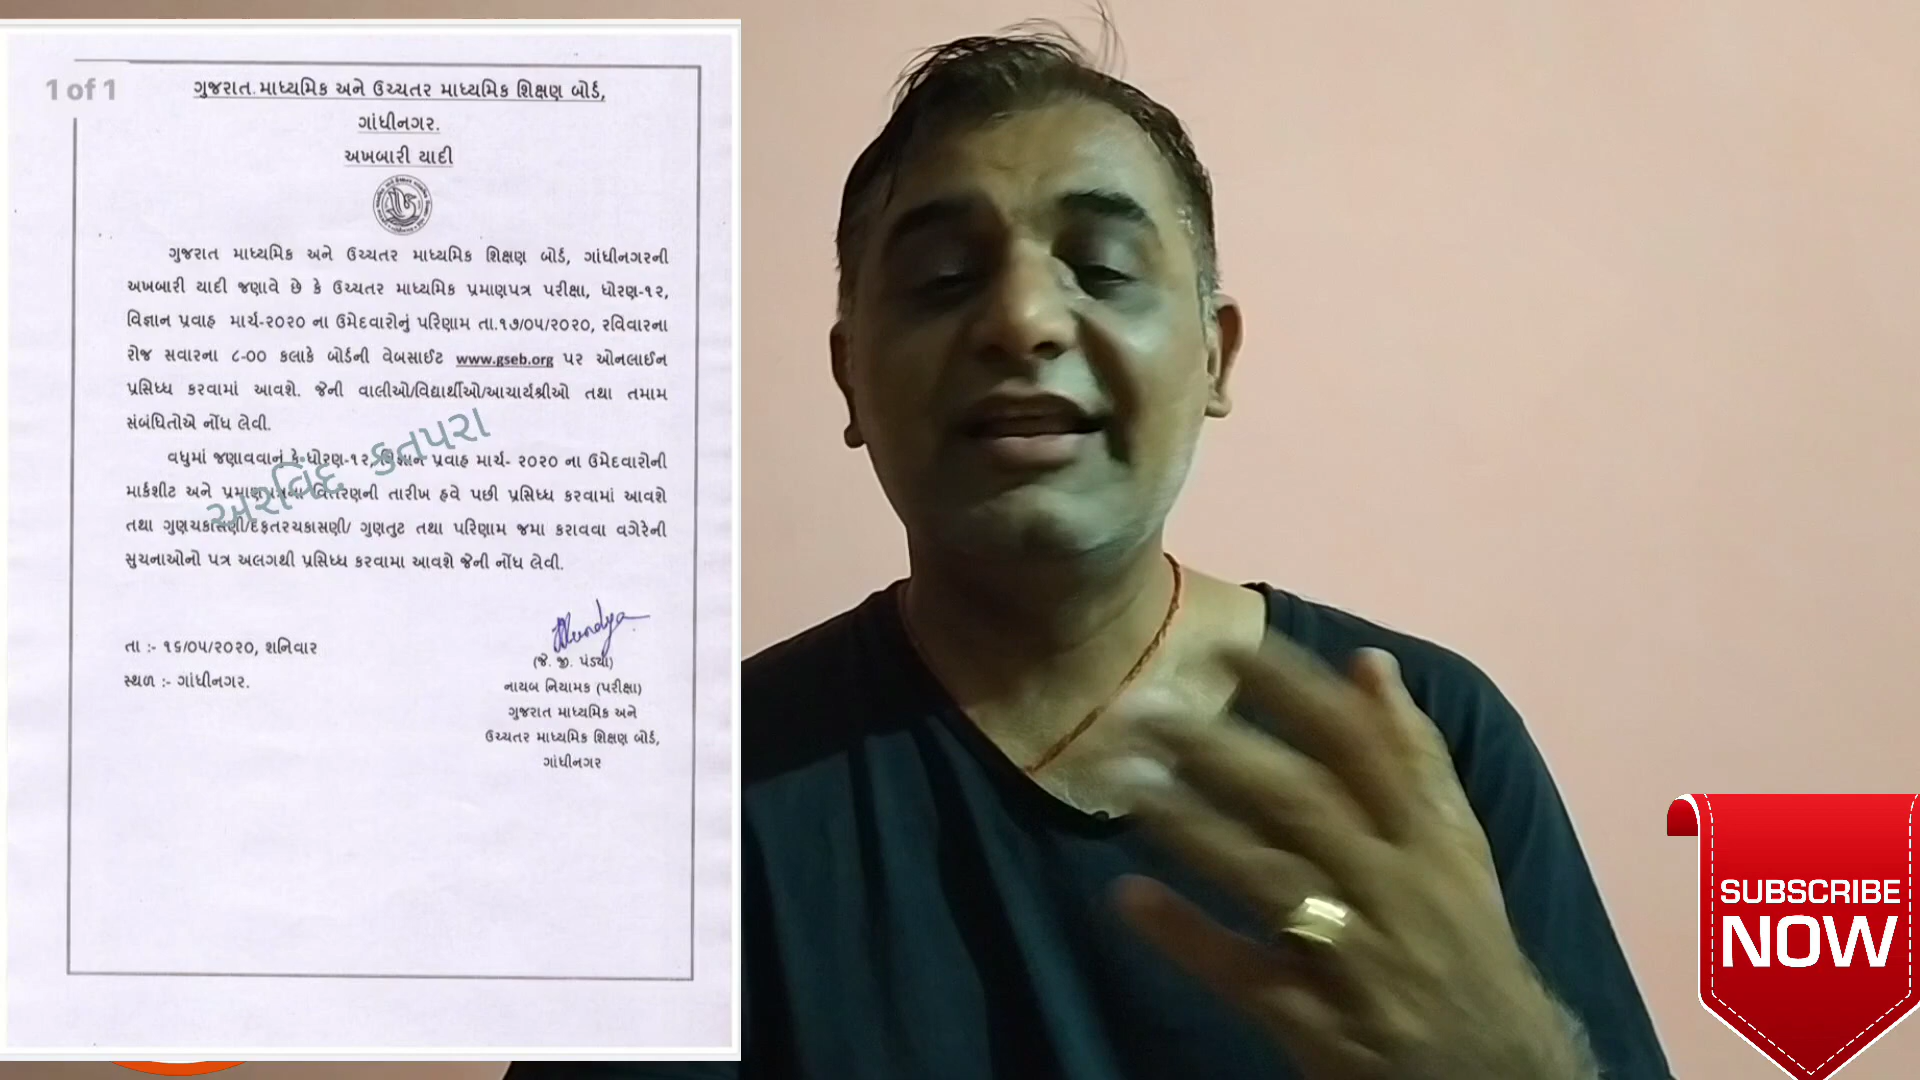 1 of 1
ગુજરાત માધ્યમિક અને ઉચ્ચતર માધ્યમિક શિક્ષણ બોર્ડ,
ગાંધીનગર.
અખબારી યાદી
ગુજરાત માધ્યમિક અને ઉચ્ચતર માધ્યમિક શિક્ષણ બોર્ડ, ગાંધીનગરની
અખબારી યાદી જણાવે છે કે ઉચ્ચતર માધ્યમિક પ્રમાણપત્ર પરીક્ષા, ધોરણ-૧૨,
વિજ્ઞાન પ્રવાહ માર્ચ-૨૦૨૦ ના ઉમેદવારોનું પરિણામ તા.૧૭/૦૫/૨૦૨૦, રવિવારના
રોજ સવારના ૮-૦૦ કલાકે બોર્ડની વેબસાઈટ www.gseb.org પર ઓનલાઈન
પ્રસિધ્ધ કરવામાં આવશે. જેની વાલીઓ/વિદ્યાર્થીઓ/આચાર્યશ્રીઓ તથા તમામ
સંબંધિતોએ નોંધ લેવી.
અરવિંદ કતપરા
વધુમાં જણાવવાનું કે ધોરણ-૧૨, વિજ્ઞાન પ્રવાહ માર્ચ- ૨૦૨૦ ના ઉમેદવારોની
માર્કશીટ અને પ્રમાણપત્રના વિતરણની તારીખ હવે પછી પ્રસિધ્ધ કરવામાં આવશે
તથા ગુણચકાસણી/દફતરચકાસણી/ ગુણતુટ તથા પરિણામ જમા કરાવવા વગેરેની
સુચનાઓનો પત્ર અલગથી પ્રસિધ્ધ કરવામા આવશે જેની નોંધ લેવી.
તા :- ૧૬/૦૫/૨૦૨૦, શનિવાર
સ્થળ :- ગાંધીનગર.
(જે. જી. પંડ્યા)
નાયબ નિયામક (પરીક્ષા)
ગુજરાત માધ્યમિક અને
ઉચ્ચતર માધ્યમિક શિક્ષણ બોર્ડ,
ગાંધીનગર
SUBSCRIBE
NOW